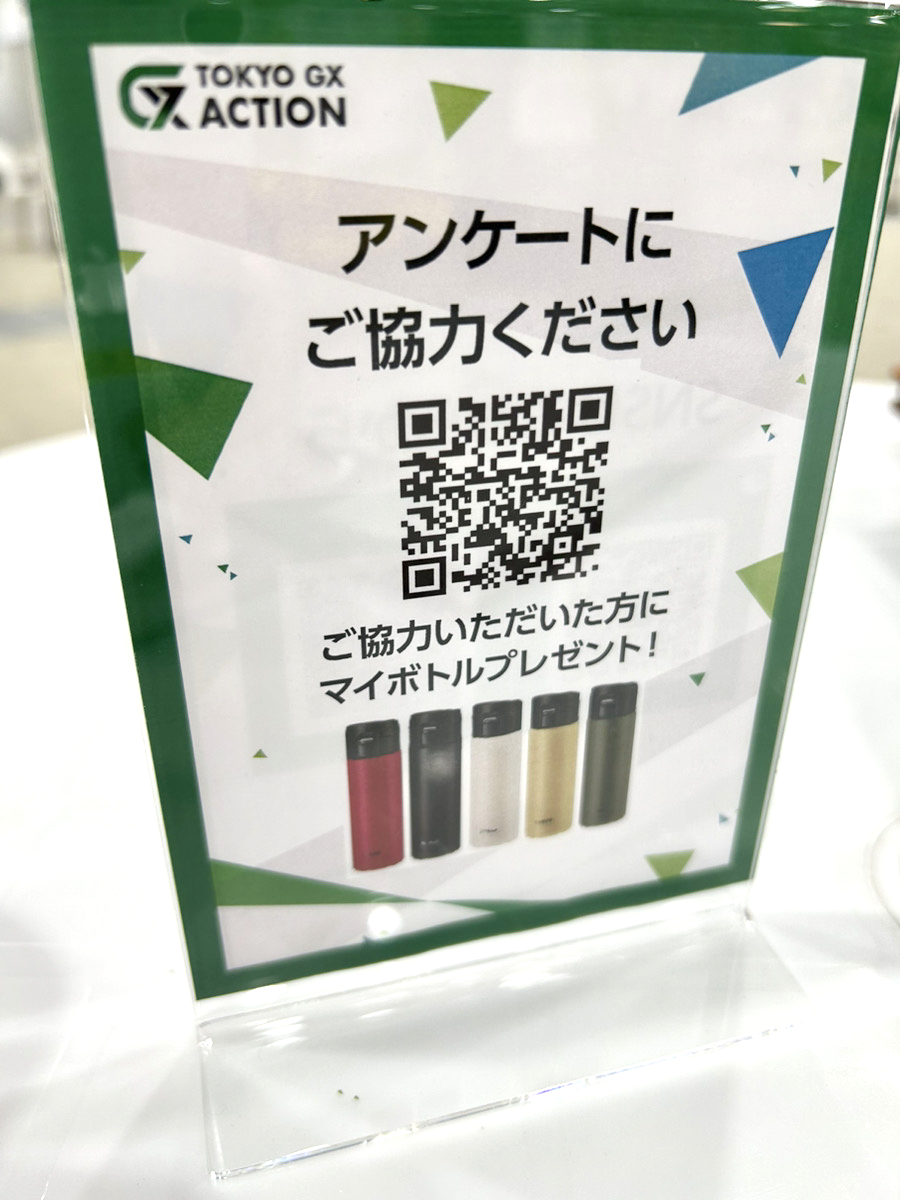 TOKYO GX
ACTION
アンケートに
ご協力ください
ご協力いただいた方に
マイボトルプレゼント!